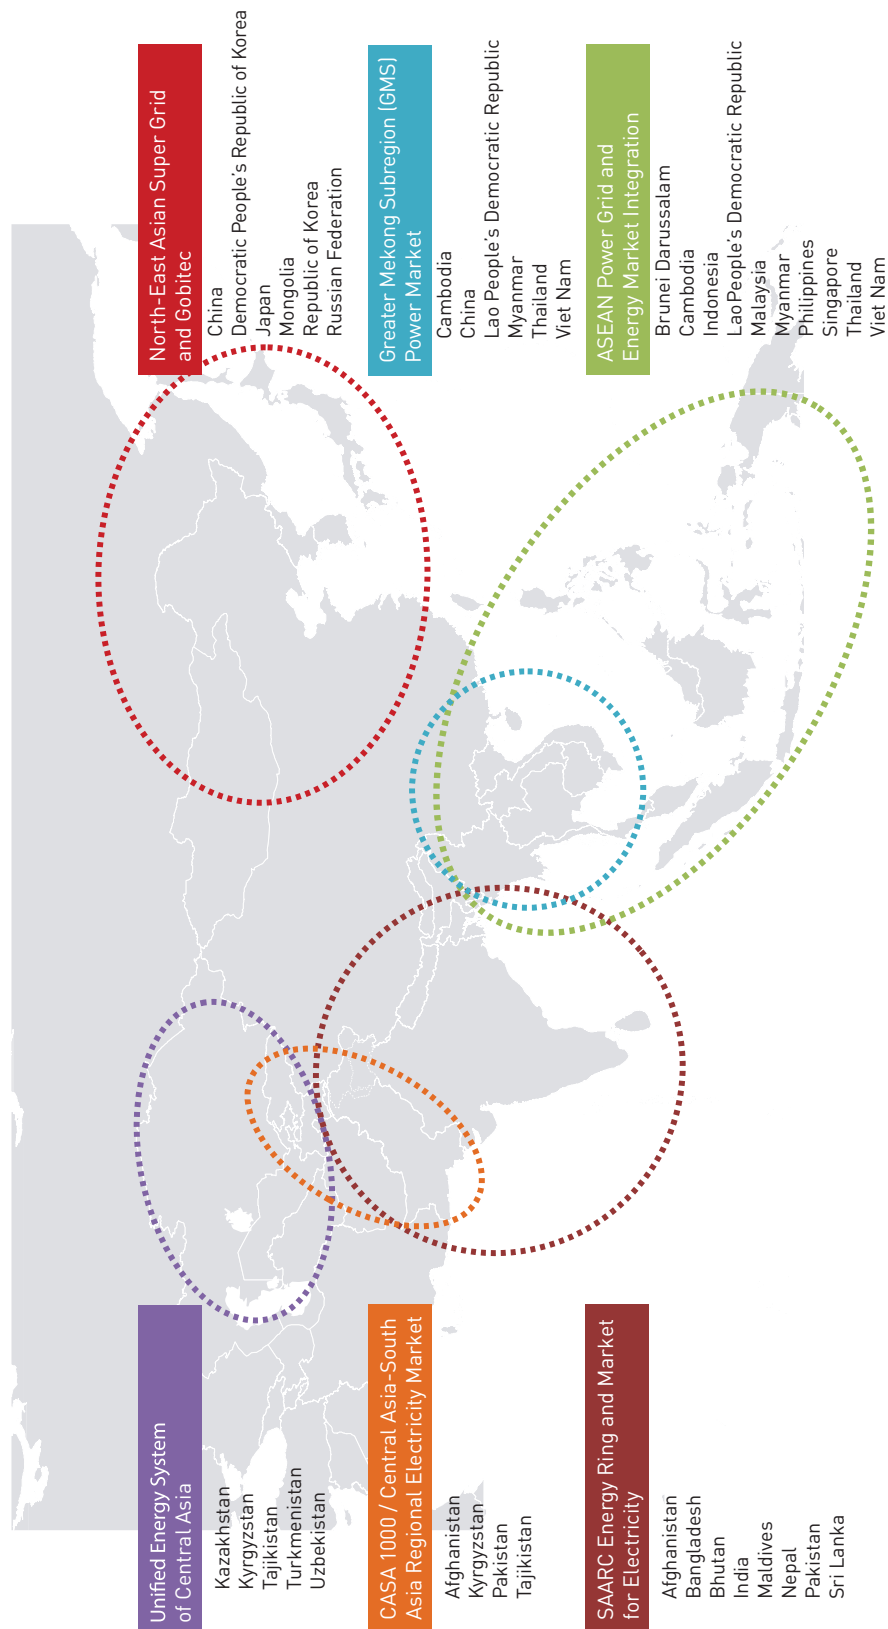 Unified Energy System
of Central Asia
Kazakhstan
Kyrgyzstan
Tajikistan
Turkmenistan
Uzbekistan
CASA 1000 / Central Asia-South
Asia Regional Electricity Market
Afghanistan
Kyrgyzstan
Pakistan
Tajikistan
SAARC Energy Ring and Market
for Electricity
Afghanistan
Bangladesh
Bhutan
India
Maldives
Nepal
Pakistan
Sri Lanka
North-East Asian Super Grid
and Gobitec
China
Democratic People's Republic of Korea
Japan
Mongolia
Republic of Korea
Russian Federation
Greater Mekong Subregion (GMS)
Power Market
Cambodia
China
Lao People's Democratic Republic
Myanmar
Thailand
Viet Nam
ASEAN Power Grid and
Energy Market Integration
Brunei Darussalam
Cambodia
Indonesia
LaoPeople's Democratic Republic
Malaysia
Myanmar
Philippines
Singapore
Thailand
Viet Nam